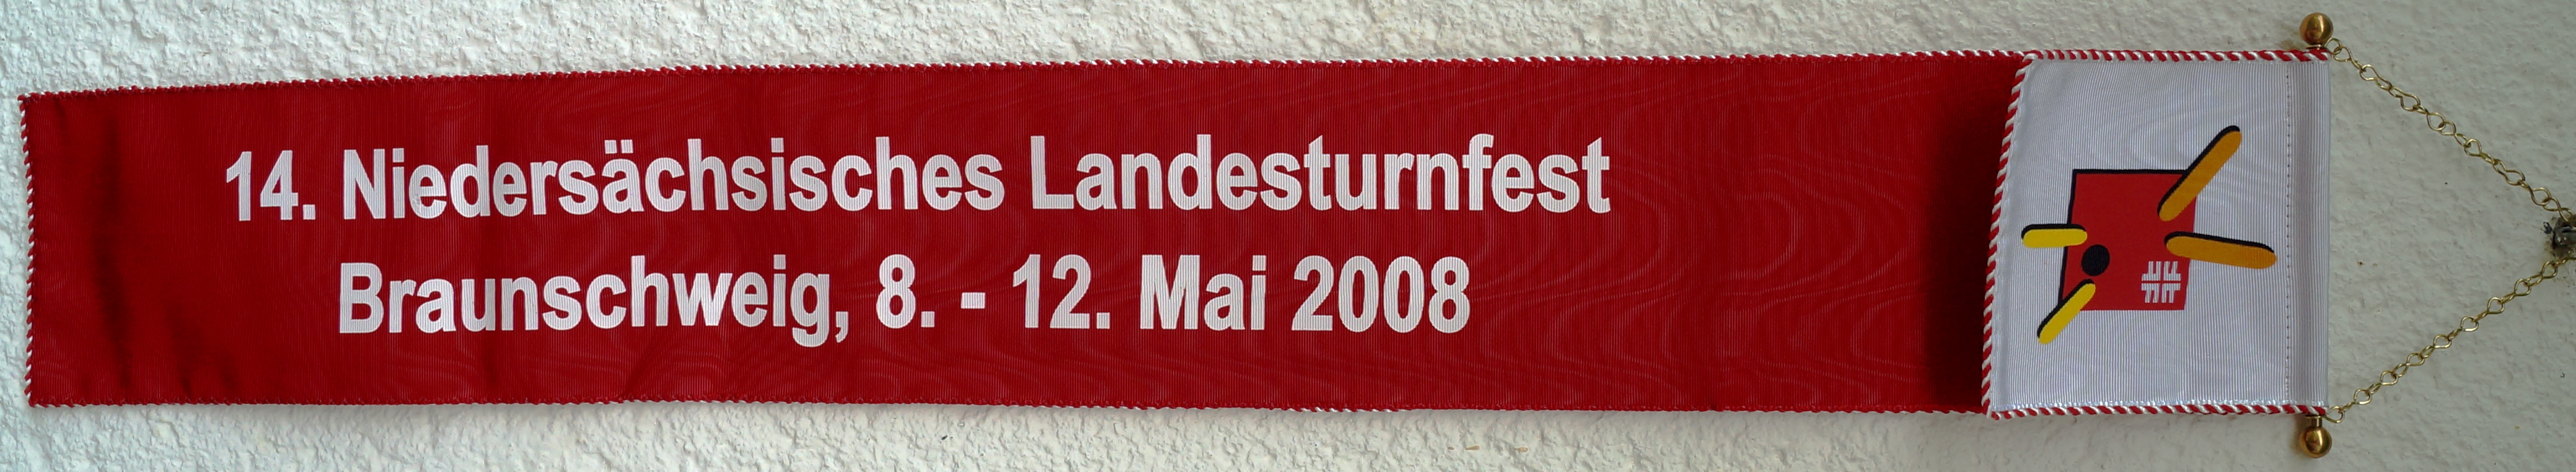 14. Niedersächsisches Landesturnfest
Braunschweig, 8. - 12. Mai 2008